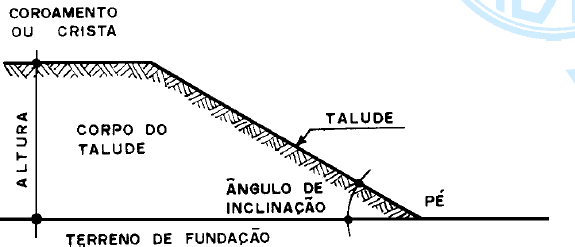 COROAMENTO
OU CRISTA
ALTURA
CORPO DO
TALUDE
TALUDE
ÂNGULO DE
INCLINAÇÃO
PÉ
TERRENO DE FUNDAÇÃO